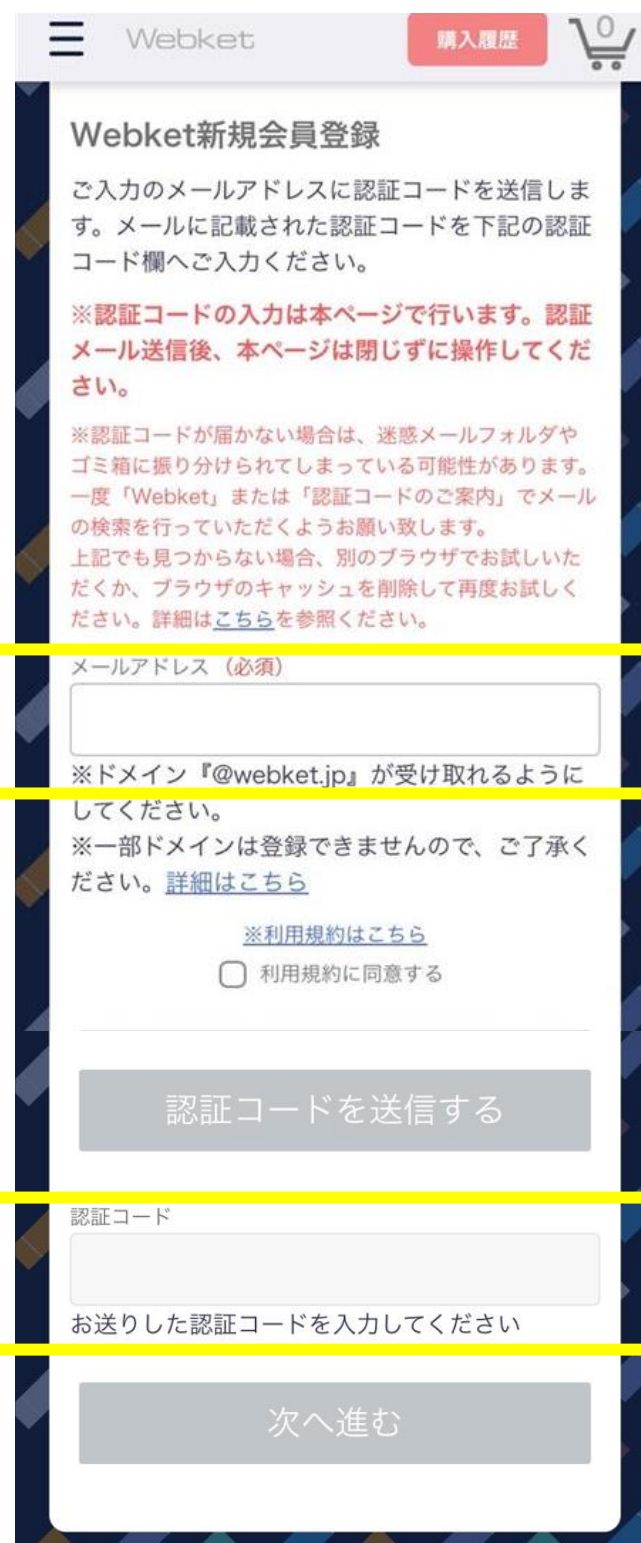 Webket
購入履歴
0
Webket新規会員登録
ご入力のメールアドレスに認証コードを送信しま
す。メールに記載された認証コードを下記の認証
コード欄へご入力ください。
※認証コードの入力は本ページで行います。認証
メール送信後、本ページは閉じずに操作してくだ
さい。
※認証コードが届かない場合は、迷惑メールフォルダや
ゴミ箱に振り分けられてしまっている可能性があります。
一度「Webket」または「認証コードのご案内」でメール
の検索を行っていただくようお願い致します。
上記でも見つからない場合、別のブラウザでお試しいた
だくか、ブラウザのキャッシュを削除して再度お試しく
ださい。詳細はこちらを参照ください。
メールアドレス（必須）
※ドメイン『@webket.jp』が受け取れるように
してください。
※一部ドメインは登録できませんので、ご了承く
ださい。詳細はこちら
※利用規約はこちら
利用規約に同意する
認証コードを送信する
認証コード
お送りした認証コードを入力してください
次へ進む